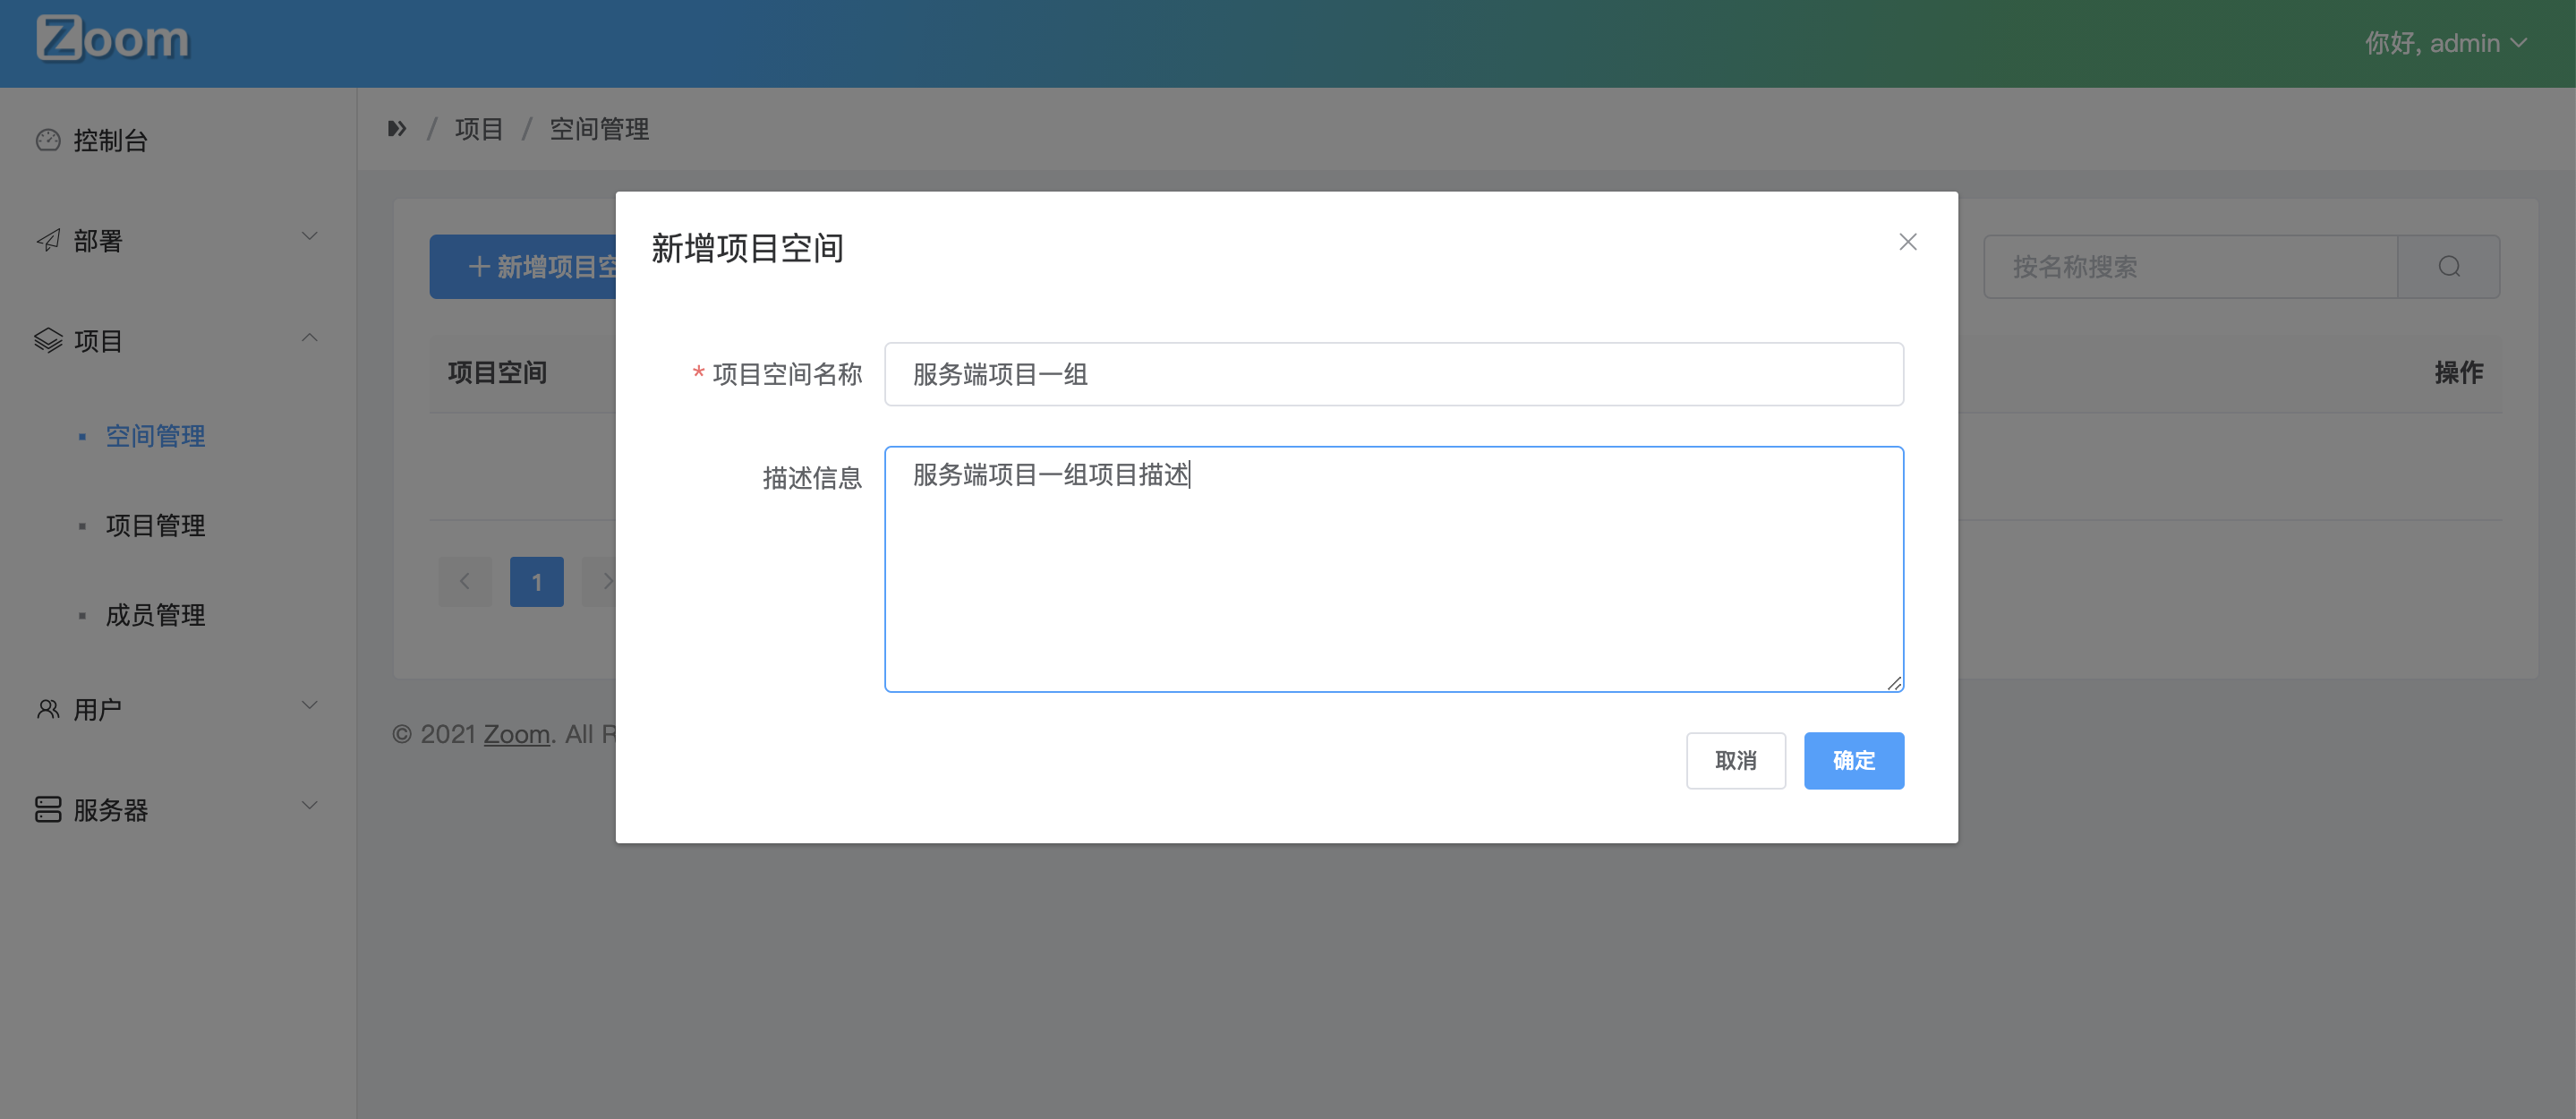 Zoom
你好, admin
控制台
/ 项目 / 空间管理
部署
项目
空间管理
项目管理
成员管理
用户
服务器
新增项目空
按名称搜索
项目空间
操作
1
© 2021 Zoom. All R
新增项目空间
* 项目空间名称
服务端项目一组
描述信息
服务端项目一组项目描述
取消
确定